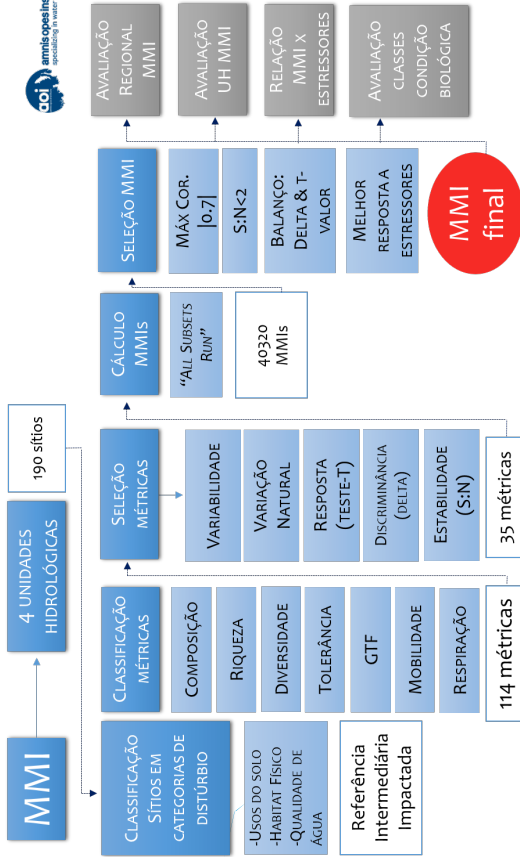 MMI
4 UNIDADES
HIDROLÓGICAS
190 sítios
aoi
amnisopesins
specializing in water
CLASSIFICAÇÃO
SÍTIOS EM
CATEGORIAS DE
DISTÚRBIO
-USOS DO SOLO
-HABITAT FÍSICO
-QUALIDADE DE
ÁGUA
Referência
Intermediária
Impactada
CLASSIFICAÇÃO
MÉTRICAS
COMPOSIÇÃO
RIQUEZA
DIVERSIDADE
TOLERÂNCIA
GTF
MOBILIDADE
RESPIRAÇÃO
114 métricas
SELEÇÃO
MÉTRICAS
VARIABILIDADE
VARIAÇÃO
NATURAL
RESPOSTA
(TESTE-T)
DISCRIMINÂNCIA
(DELTA)
ESTABILIDADE
(S:N)
35 métricas
CÁLCULO
MMIS
"ALL SUBSETS
RUN"
40320
MMIs
SELEÇÃO MMI
MÁX COR.
|0.7|
S:N<2
BALANÇO:
DELTA & T-
VALOR
MELHOR
RESPOSTA A
ESTRESSORES
MMI
final
AVALIAÇÃO
REGIONAL
MMI
AVALIAÇÃO
UH MMI
RELAÇÃO
MMI X
ESTRESSORES
AVALIAÇÃO
CLASSES
CONDIÇÃO
BIOLÓGICA